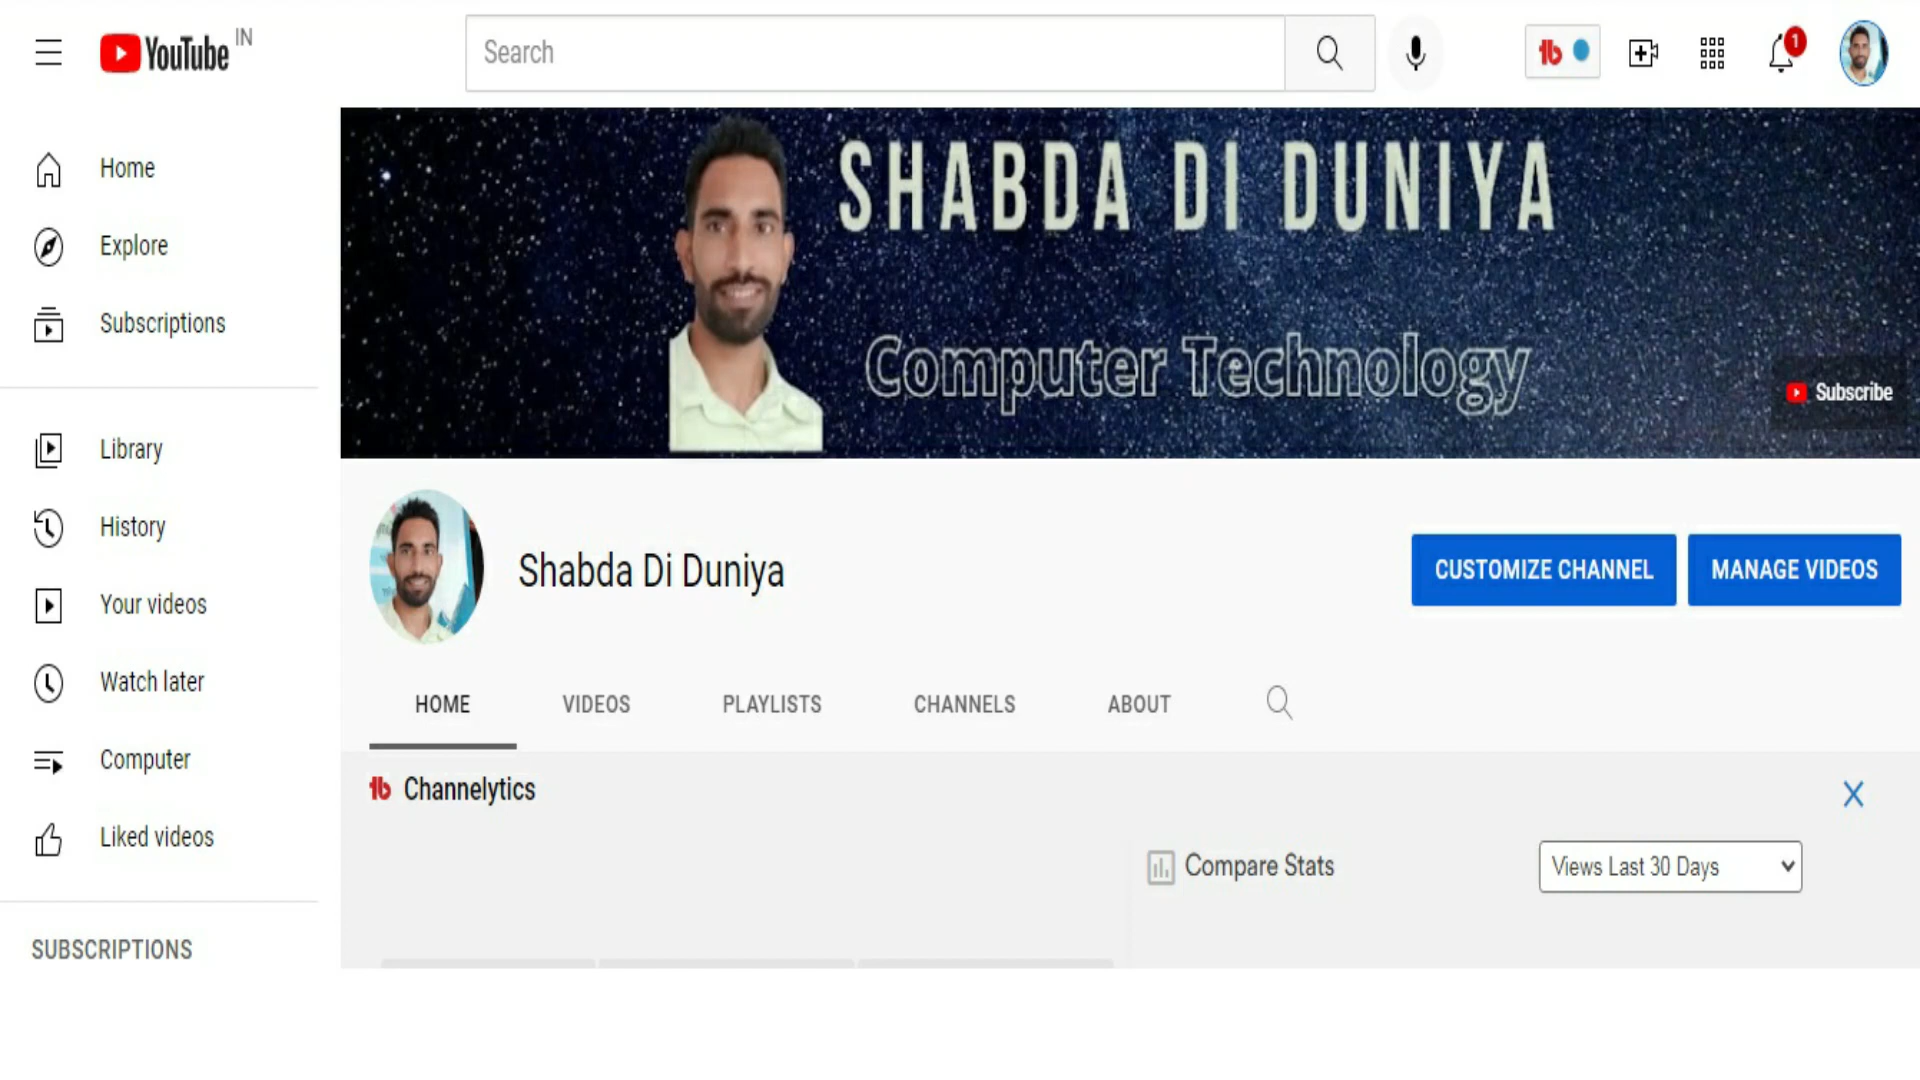 YouTube IN
Search
1
Home
Explore
Subscriptions
Library
History
Your videos
Watch later
Computer
Liked videos
SUBSCRIPTIONS
SHABDA DI DUNIYA
Computer Technology
Subscribe
Shabda Di Duniya
CUSTOMIZE CHANNEL
MANAGE VIDEOS
HOME VIDEOS PLAYLISTS CHANNELS ABOUT
Channelytics
Compare Stats
Views Last 30 Days